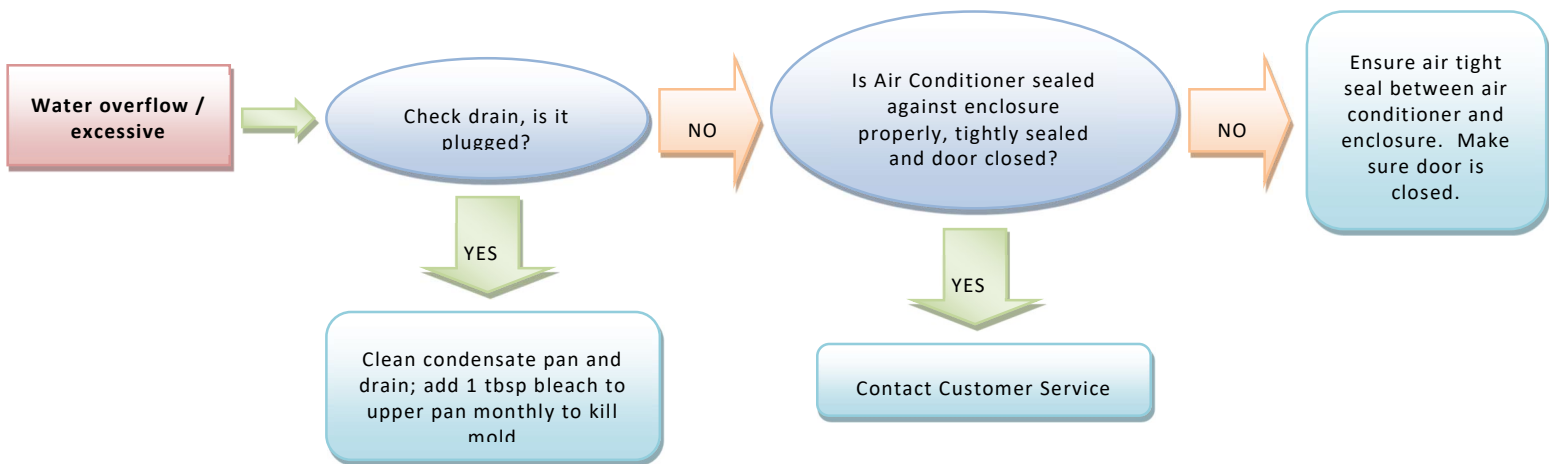 Water overflow /
excessive
Check drain, is it
plugged?
NO
Is Air Conditioner sealed
against enclosure
properly, tightly sealed
and door closed?
NO
Ensure air tight
seal between air
conditioner and
enclosure.  Make
sure door is
closed.
YES
Clean condensate pan and
drain; add 1 tbsp bleach to
upper pan monthly to kill
mold
YES
Contact Customer Service